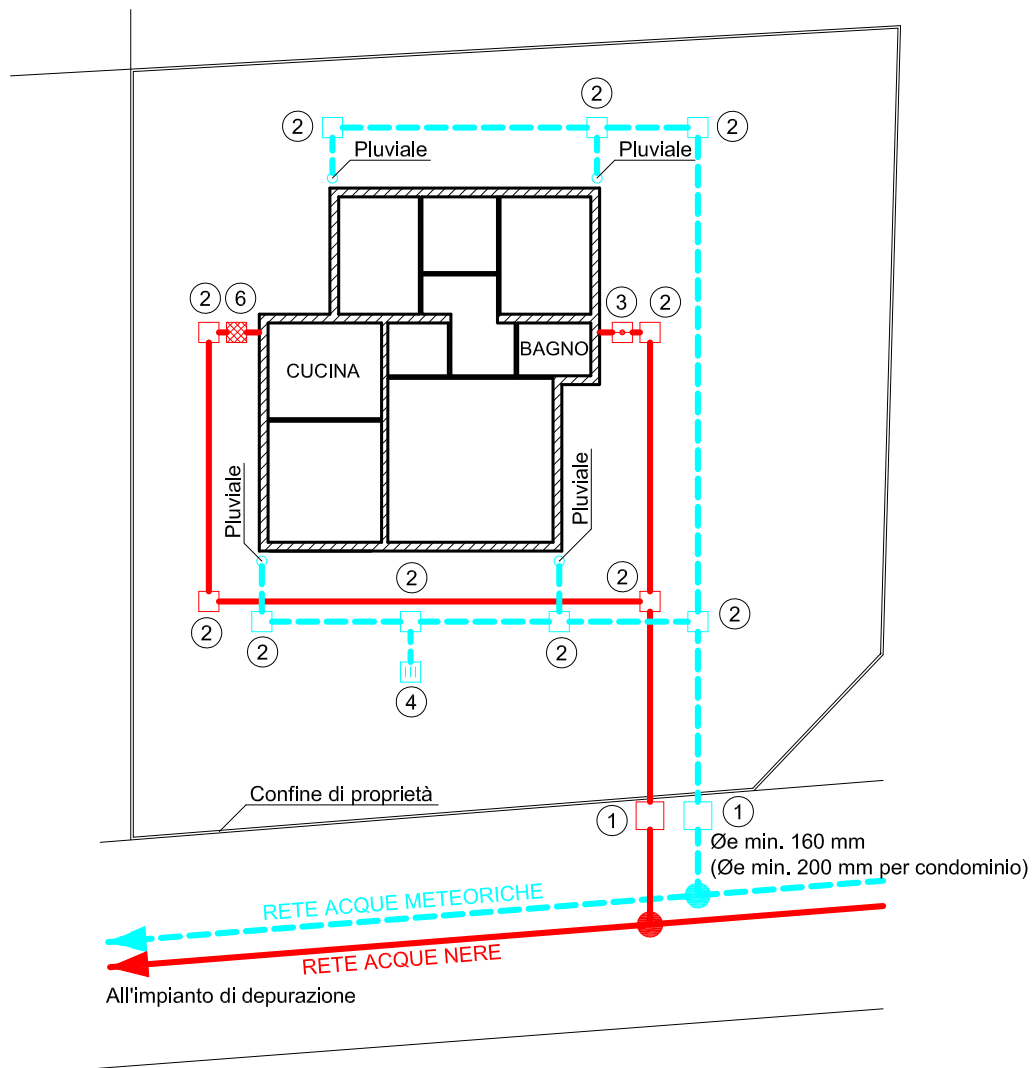 2
2
2
Pluviale
Pluviale
2
6
3
2
CUCINA
BAGNO
Pluviale
Pluviale
2
2
2
2
2
2
4
Confine di proprietà
1
1
Øe min. 160 mm
(Øe min. 200 mm per condominio)
RETE ACQUE METEORICHE
RETE ACQUE NERE
All'impianto di depurazione